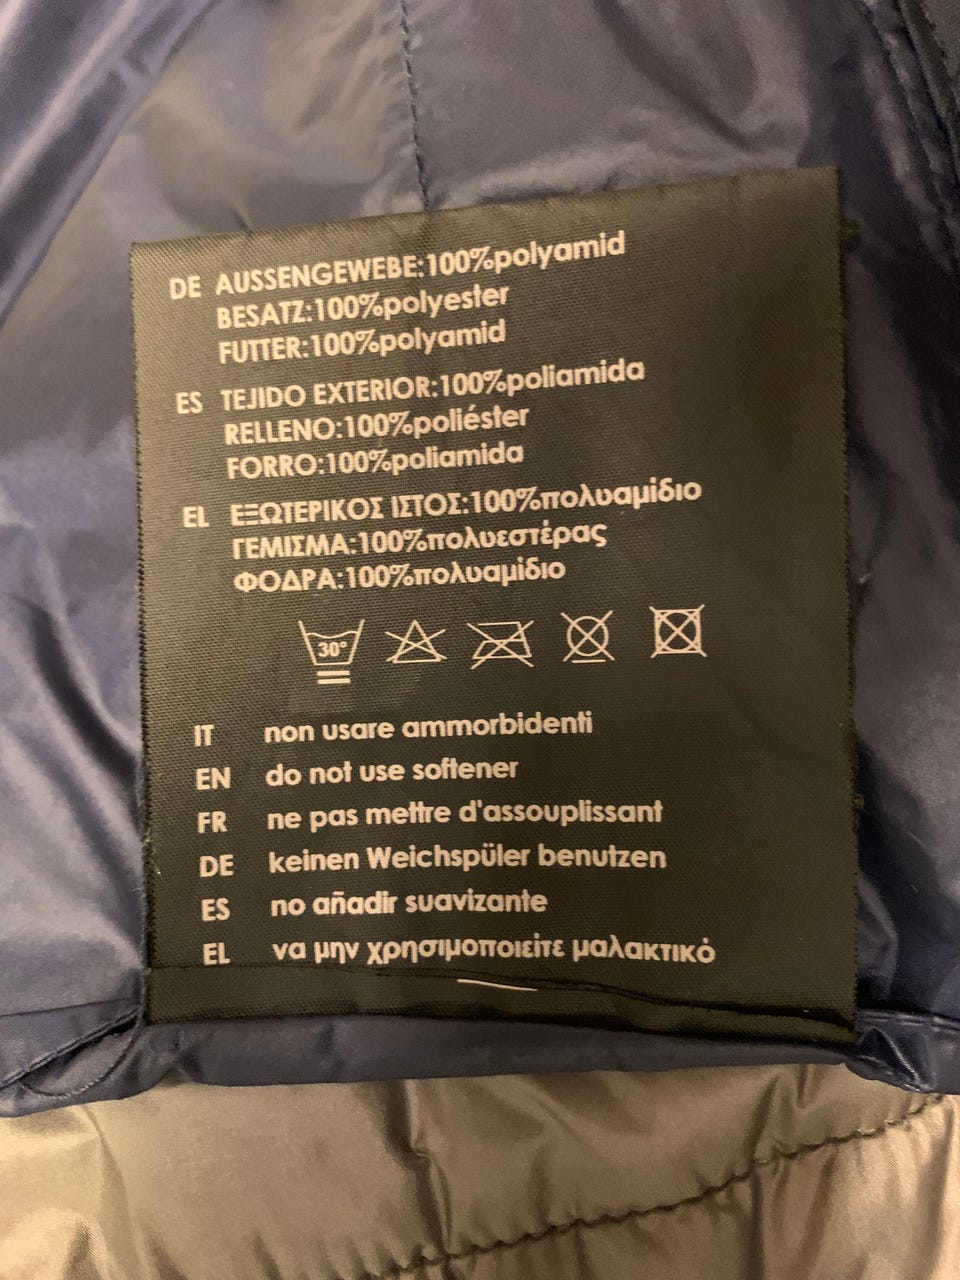 DE AUSSENGEWEBE:100%polyamid
BESATZ:100%polyester
FUTTER:100%polyamid
ES TEJIDO EXTERIOR:100%poliamida
RELLENO:100%poliéster
FORRO:100%poliamida
EL ΕΞΩΤΕΡΙΚΟΣ ΙΣΤΟΣ:100%πολυαμίδιο
ΓΕΜΙΣΜΑ:100%πολυεστέρας
ΦΟΔΡΑ:100%πολυαμίδιο
30°
IT non usare ammorbidenti
EN do not use softener
FR ne pas mettre d'assouplissant
DE keinen Weichspüler benutzen
ES no añadir suavizante
EL να μην χρησιμοποιείτε μαλακτικό